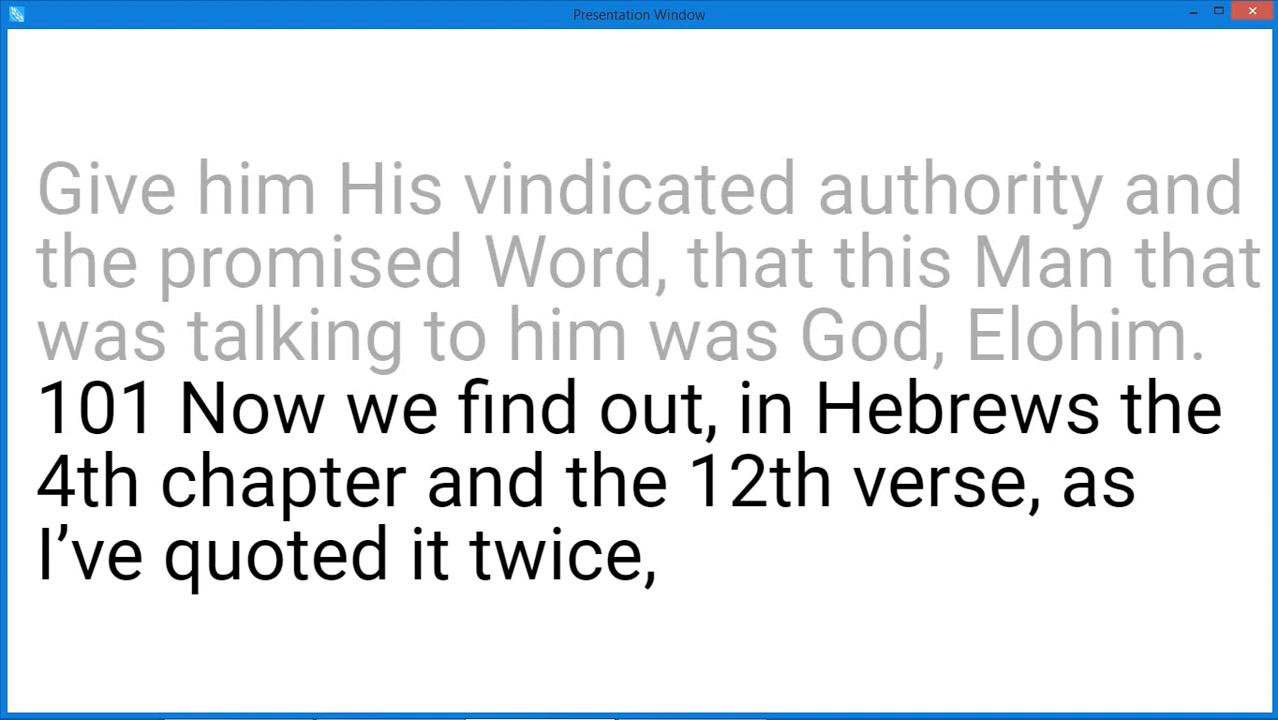 Presentation Window
Give him His vindicated authority and
the promised Word, that this Man that
was talking to him was God, Elohim.
101 Now we find out, in Hebrews the
4th chapter and the 12th verse, as
I’ve quoted it twice,